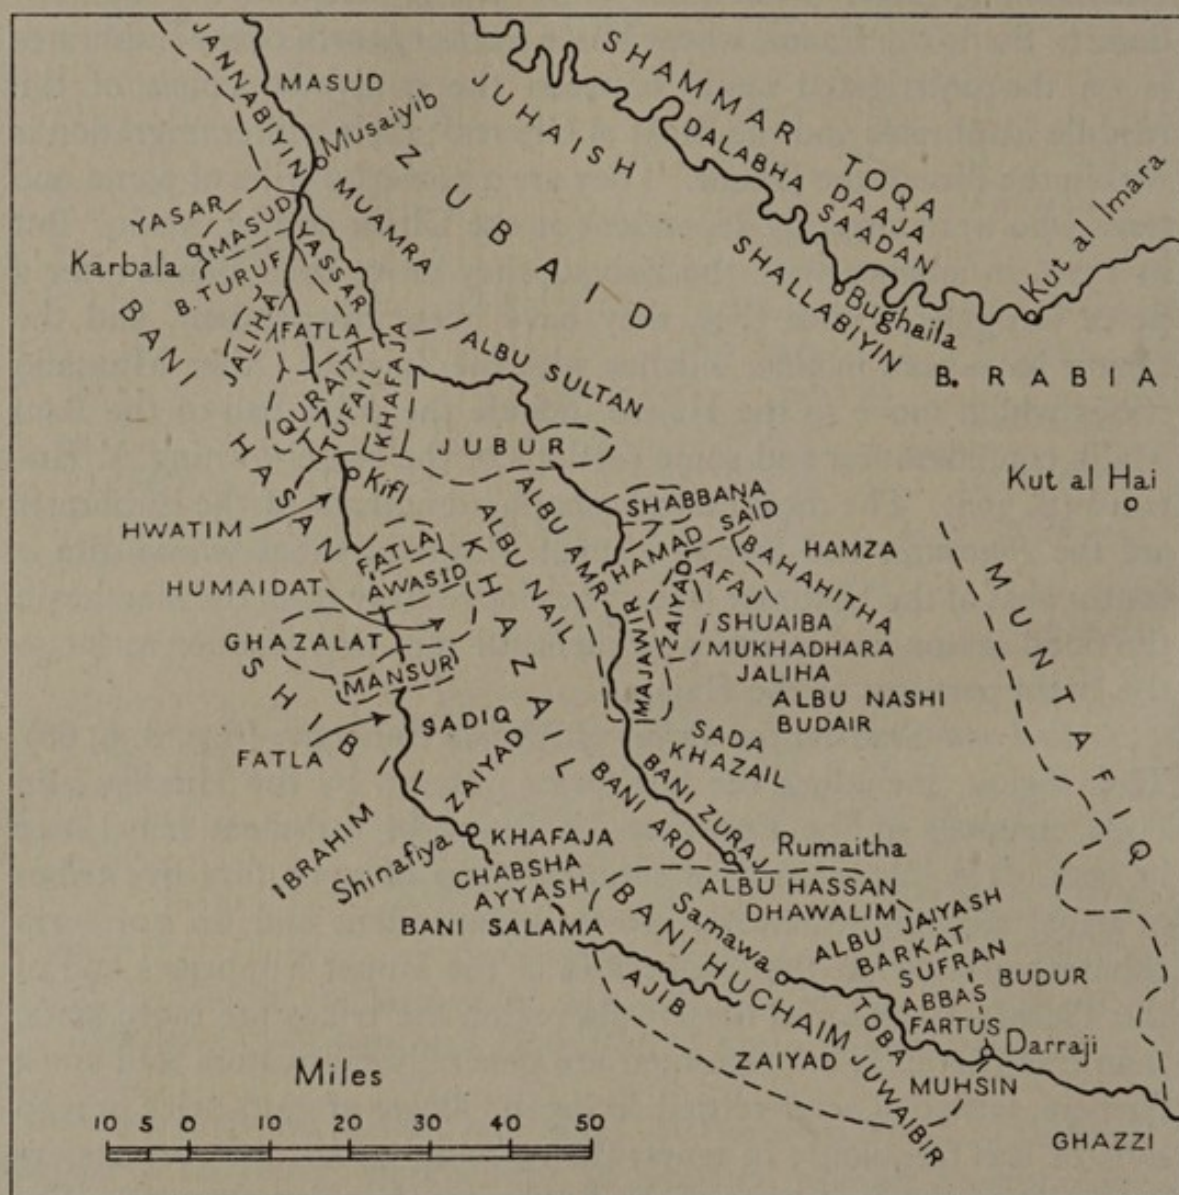 JANNABIYIN
MASUD
Musaiyib
SHAMMAR TOQA
JUHAISH
DALABHA
DAAJA
SAADAN
ZUBAID
MUAMRA
YASAR
MASUD
YASSAR
Karbala
B. TURUF
BANI HASAN
JALIHA
FATLA
SHALLABIYIN
Bughaila
Kut al Imara
B. RABIA
QURAIT
TUFAIL
KHAFAJA
ALBU SULTAN
JUBUR
Kifl
HWATIM
Kut al Hai
SHABBANA
HAMAD
SAID
BAHAHITHA
HAMZA
ALBU AMR
ALBU NAIL
KHAZAIL
FATLA
AWASID
HUMAIDAT
GHAZALAT
MANSUR
AFAJ
ZAIYAD
MAJAWIR
SHUAIBA
MUKHADHARA
JALIHA
ALBU NASHI
BUDAIR
MUNTAFIQ
SHIBIL
FATLA
SADIQ
ZAIYAD
SADA
KHAZAIL
BANI ARD
BANI ZURAJ
IBRAHIM
Shinafiya
KHAFAJA
CHABSHA
AYYASH
BANI SALAMA
Rumaitha
ALBU HASSAN
DHAWALIM
BANI HUCHAIM
Samawa
ALBU JAIYASH
BARKAT
SUFRAN
ABBAS
FARTUS
BUDUR
AJIB
TOBA
Darraji
ZAIYAD
JUWAIBIR
MUHSIN
GHAZZI
Miles
10 5 0 10 20 30 40 50